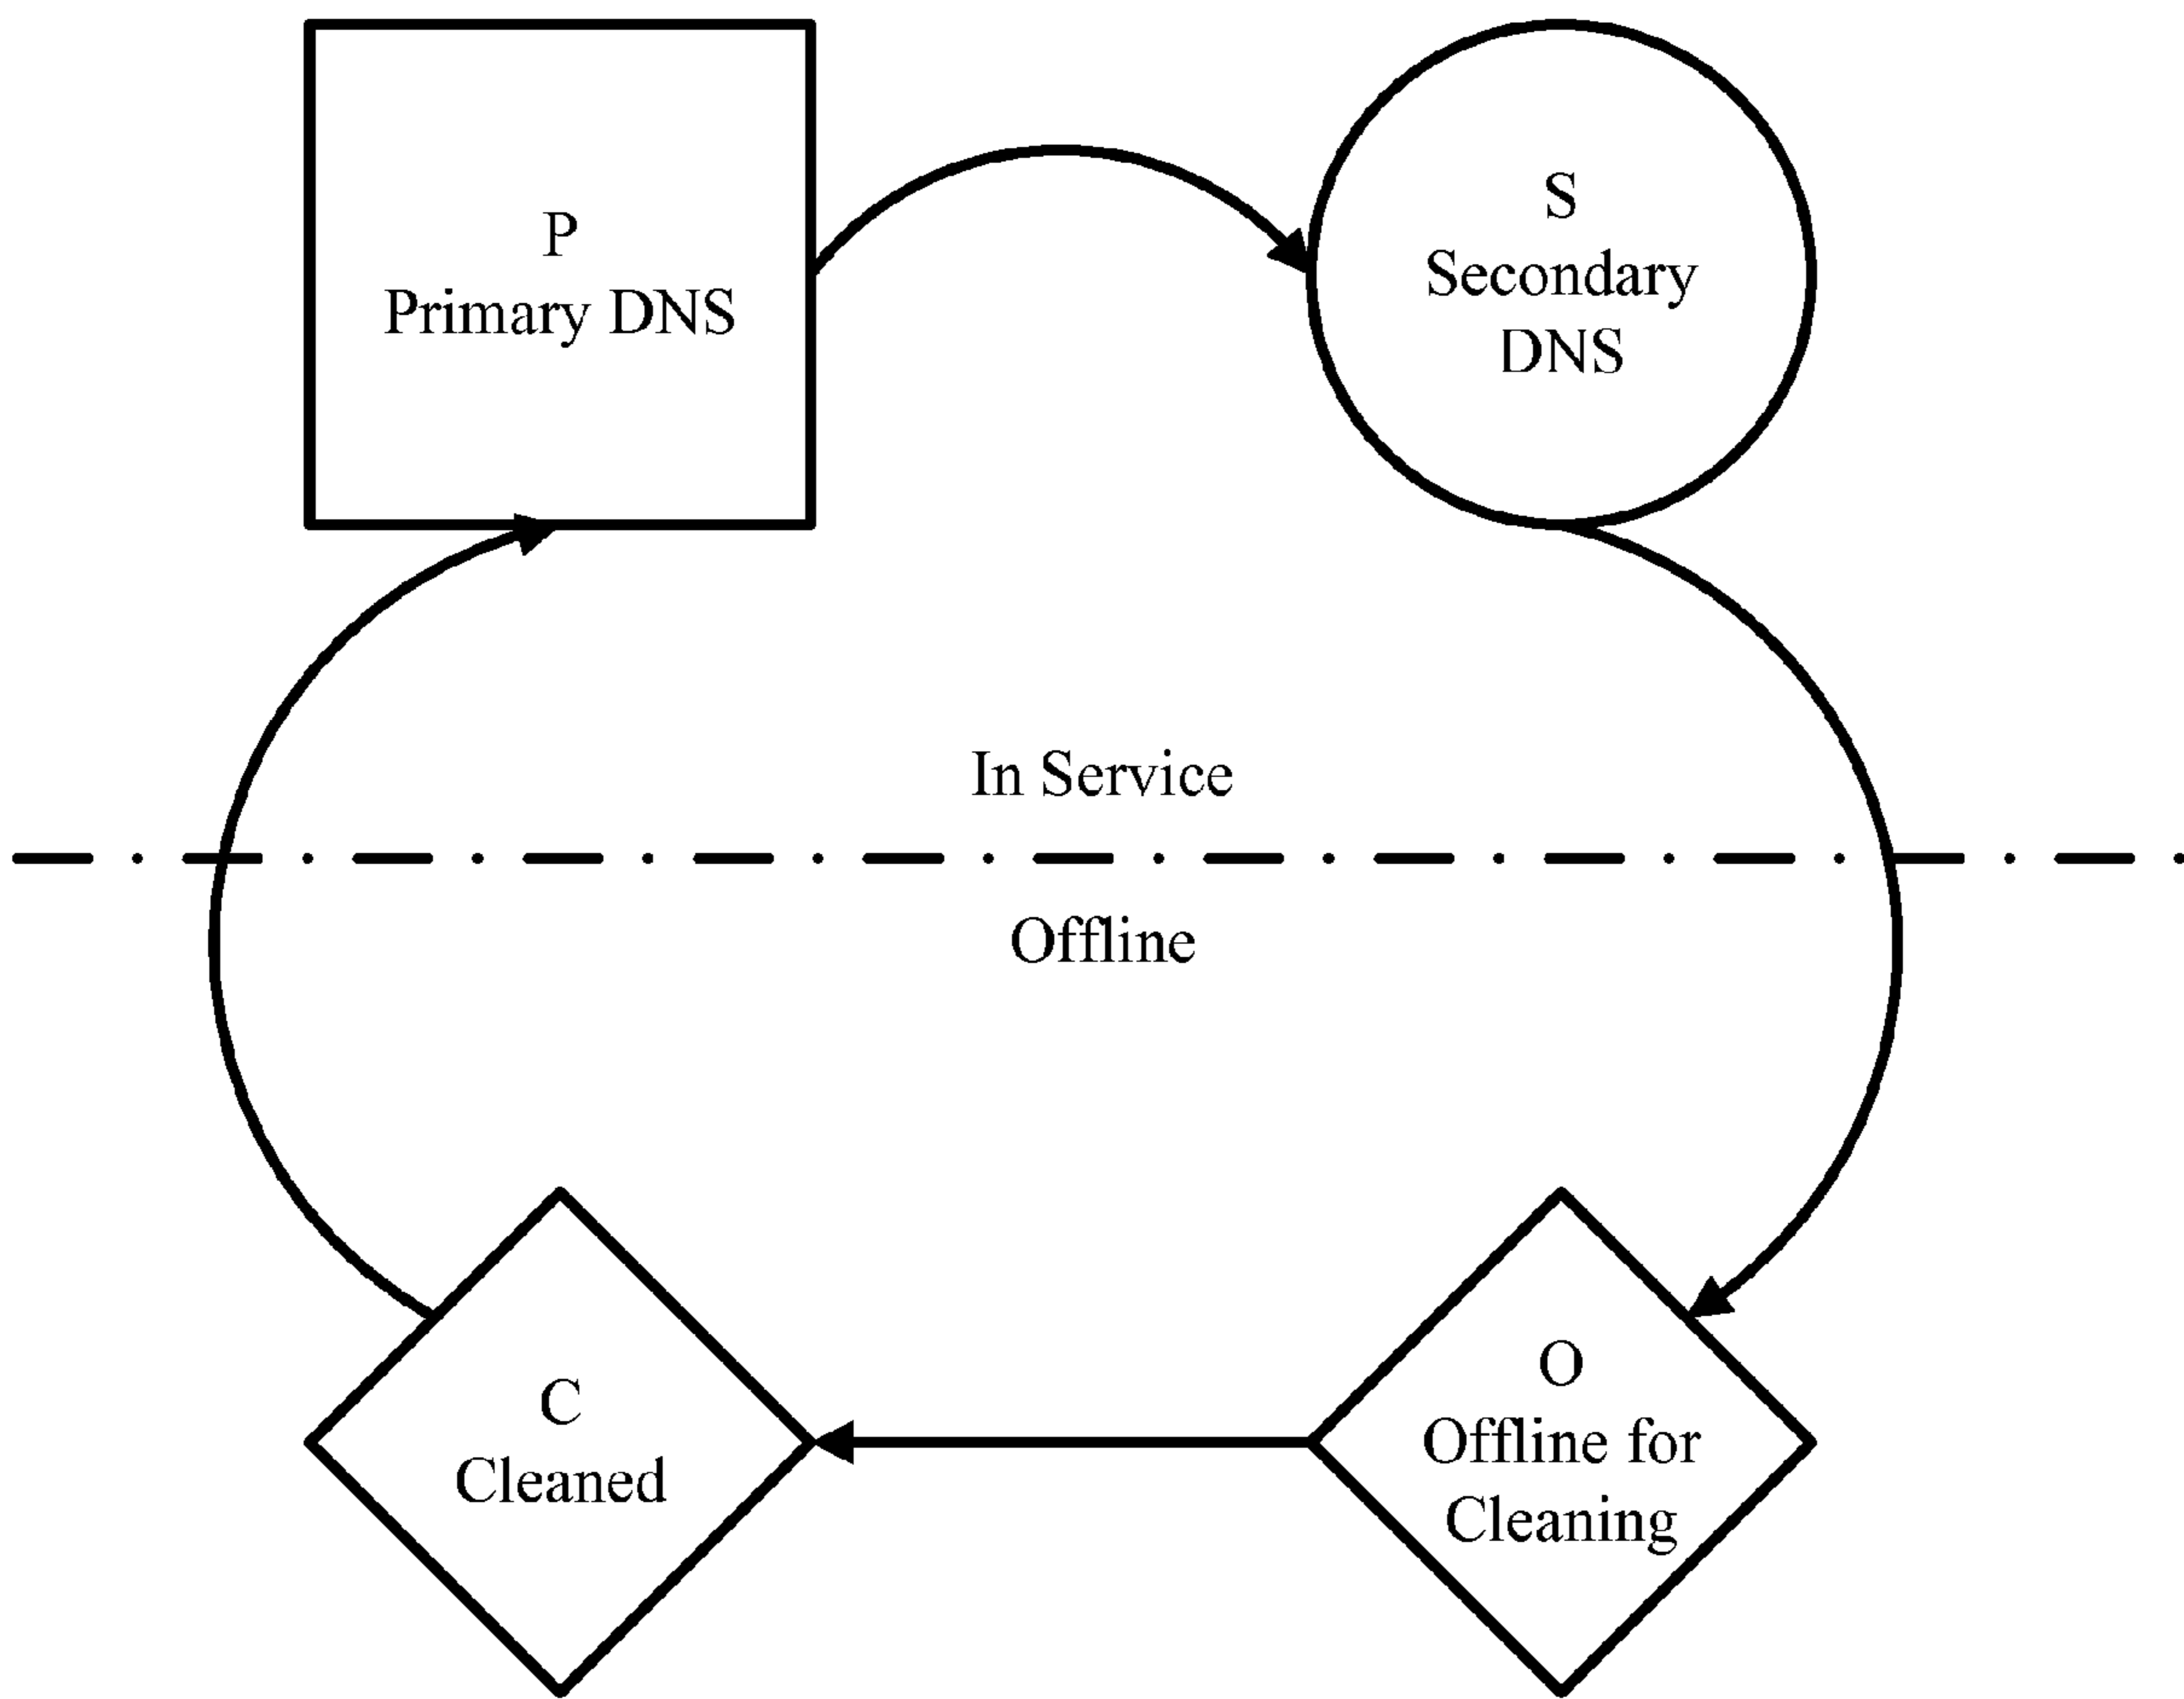 P
Primary DNS
S
Secondary
DNS
In Service
Offline
C
Cleaned
O
Offline for
Cleaning